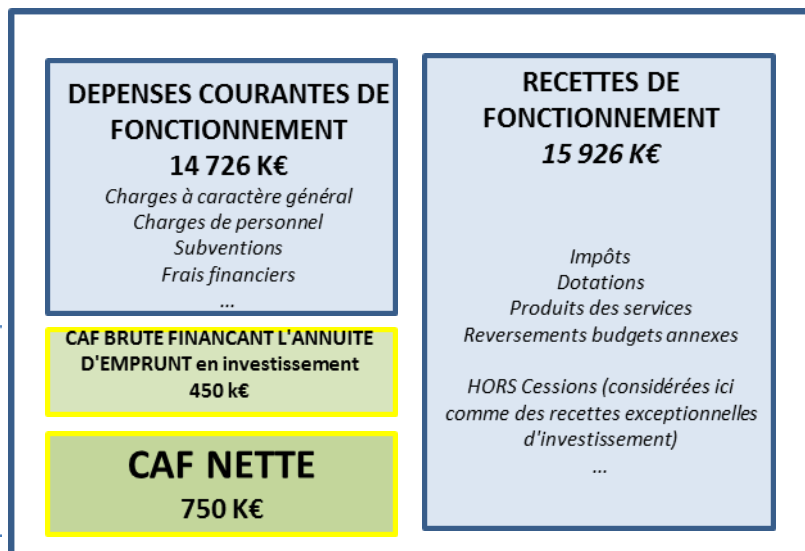 DEPENSES COURANTES DE
FONCTIONNEMENT
14 726 K€
Charges à caractère général
Charges de personnel
Subventions
Frais financiers
...
CAF BRUTE FINANCANT L'ANNUITE
D'EMPRUNT en investissement
450 k€
CAF NETTE
750 K€
RECETTES DE
FONCTIONNEMENT
15 926 K€
Impôts
Dotations
Produits des services
Reversements budgets annexes
HORS Cessions (considérées ici
comme des recettes exceptionnelles
d'investissement)
...